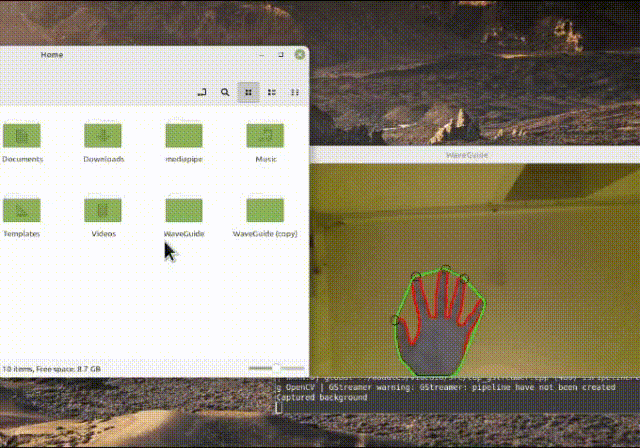 Home
Documents
Downloads
mediapipe
Music
Templates
Videos
WaveGuide
WaveGuide (copy)
10 items, Free space: 8.7 GB
WaveGuide
g OpenCV | GStreamer warning: GStreamer: pipeline have not been created
Captured background